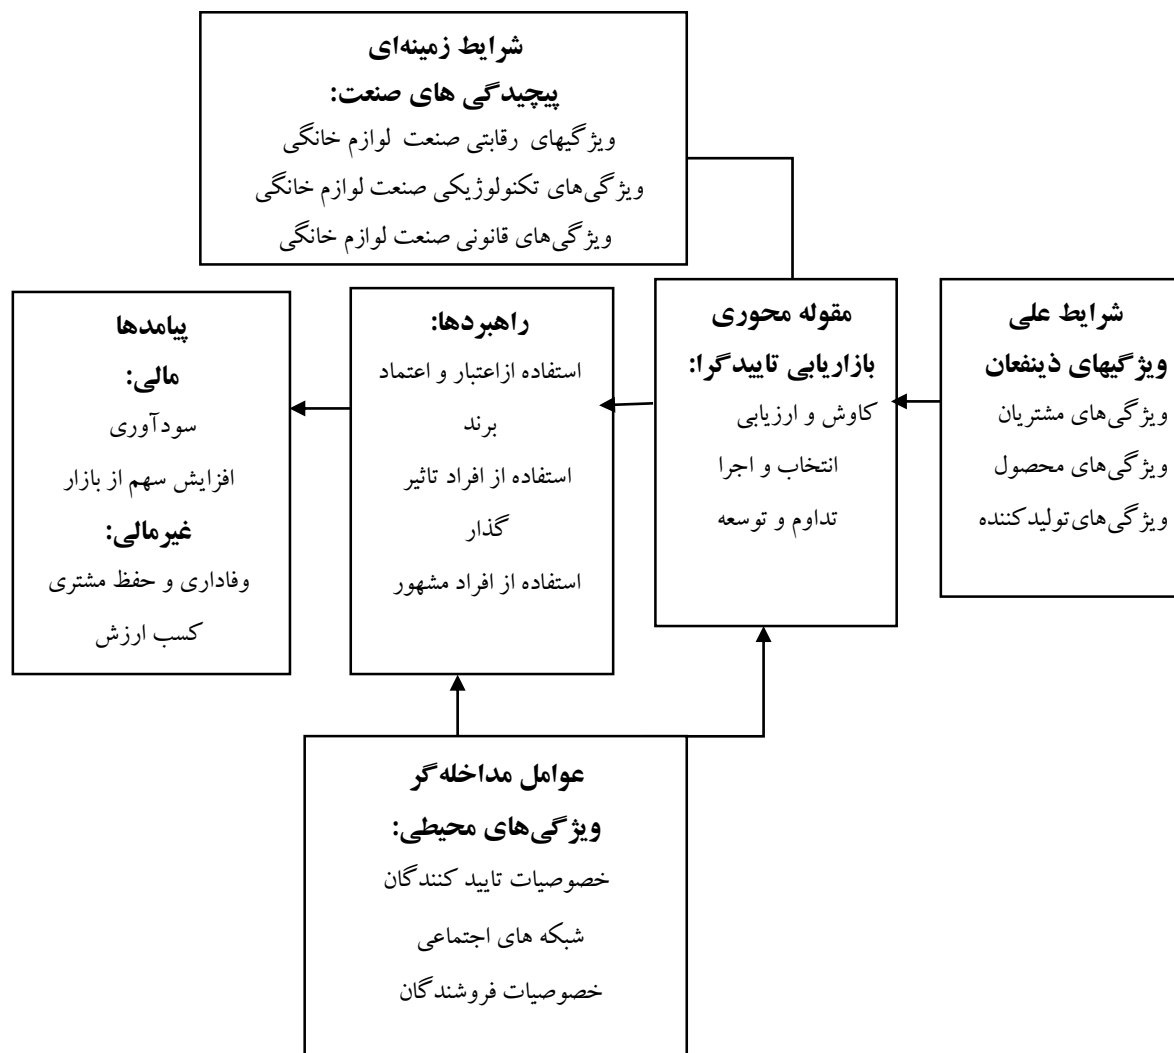 شرایط زمینه‌ای
پیچیدگی های صنعت:
ویژگیهای رقابتی صنعت لوازم خانگی
ویژگی‌های تکنولوژیکی صنعت لوازم خانگی
ویژگی‌های قانونی صنعت لوازم خانگی
شرایط علی
ویژگیهای ذینفعان
ویژگی‌های مشتریان
ویژگی‌های محصول
ویژگی‌های تولیدکننده
مقوله محوری
بازاریابی تاییدگرا:
کاوش و ارزیابی
انتخاب و اجرا
تداوم و توسعه
راهبردها:
استفاده ازاعتبار و اعتماد
برند
استفاده از افراد تاثیر
گذار
استفاده از افراد مشهور
پیامدها
مالی:
سودآوری
افزایش سهم از بازار
غیرمالی:
وفاداری و حفظ مشتری
کسب ارزش
عوامل مداخله‌گر
ویژگی‌های محیطی:
خصوصیات تایید کنندگان
شبکه های اجتماعی
خصوصیات فروشندگان